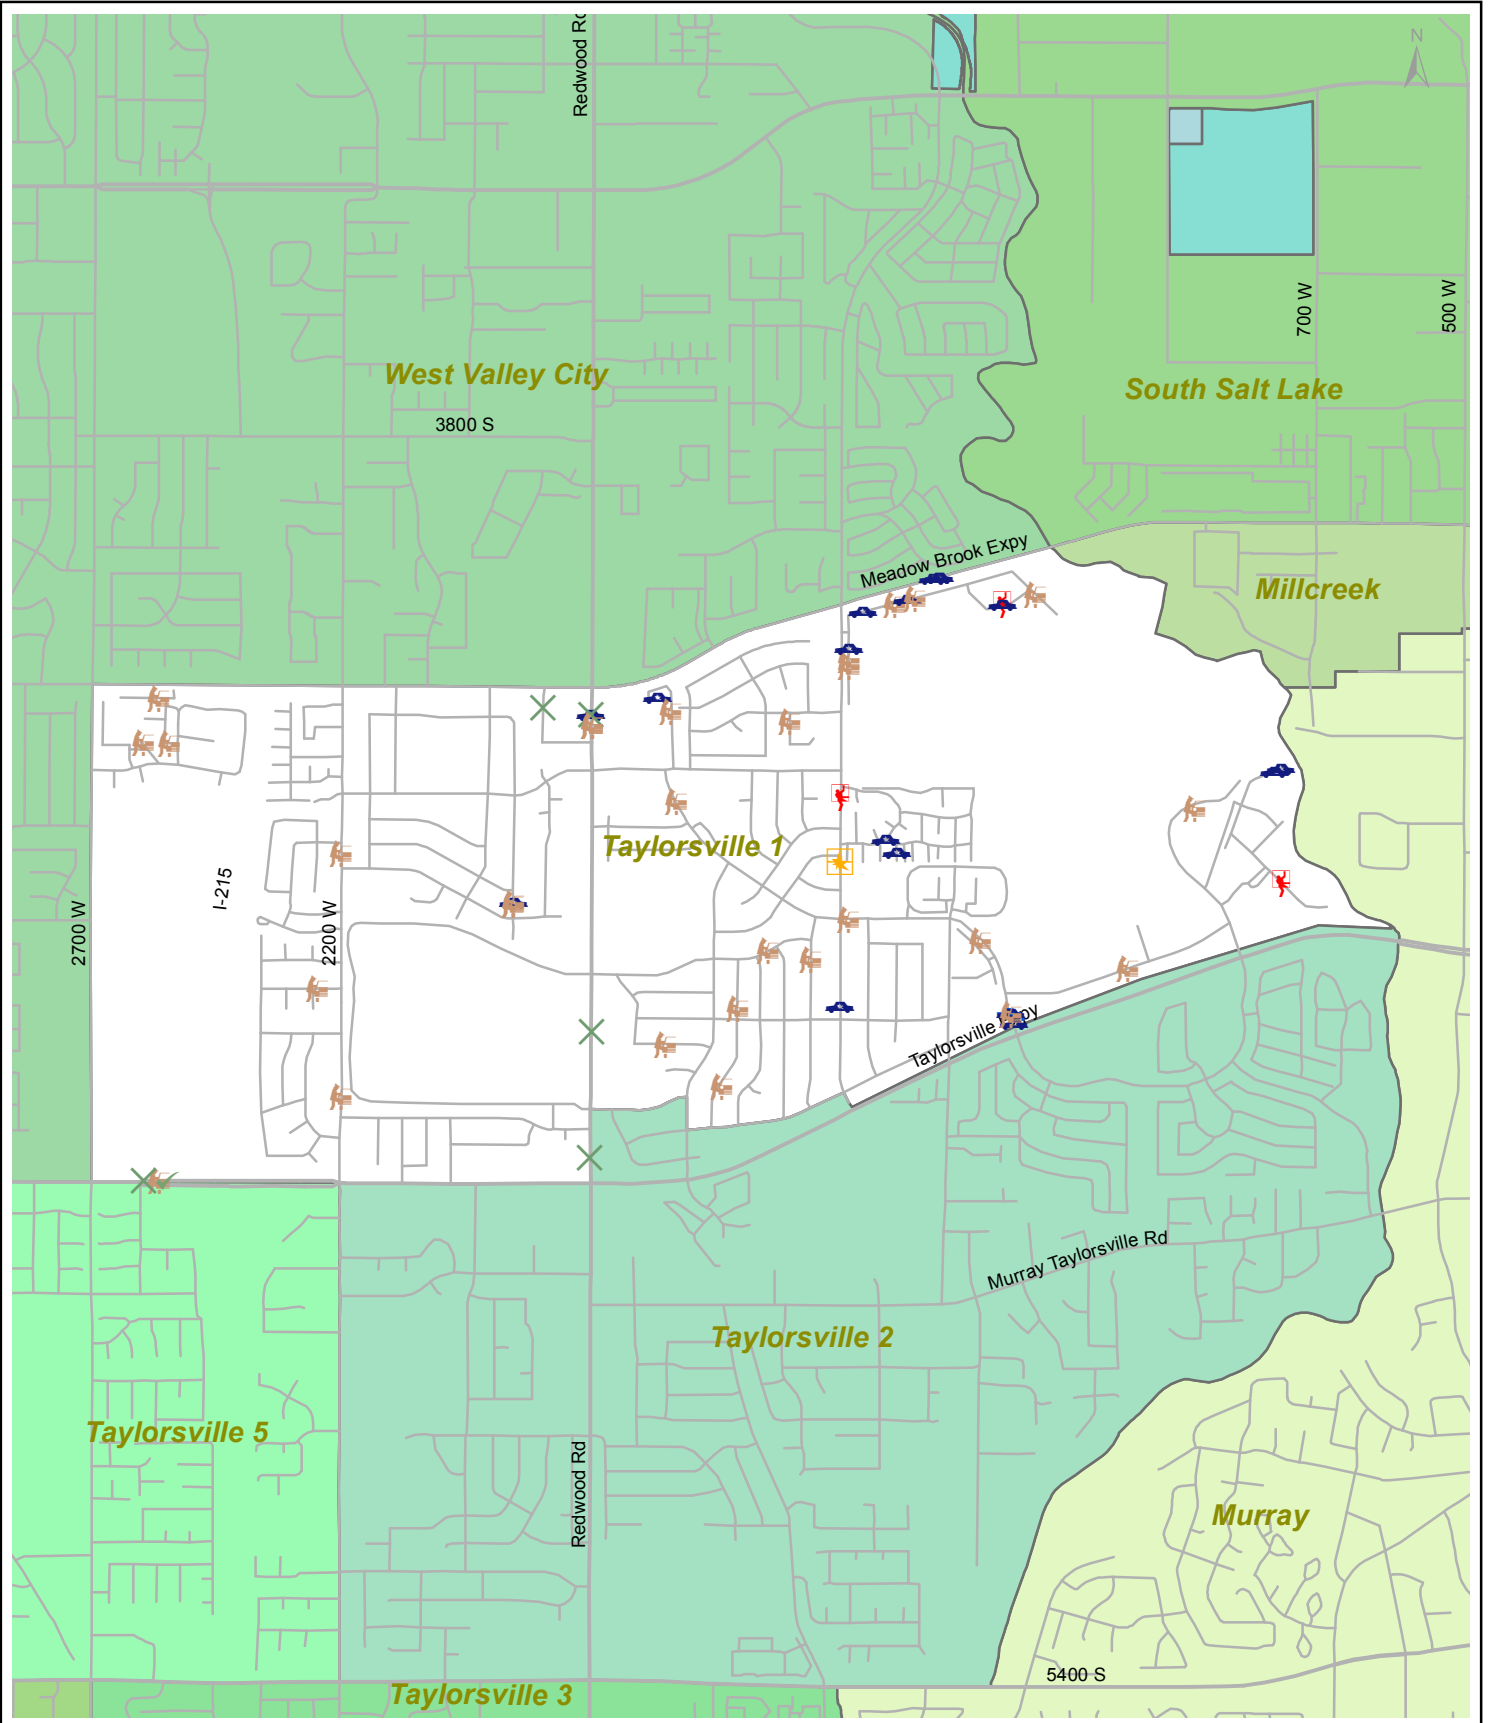 Redwood Rd
N
700 W
500 W
West Valley City
South Salt Lake
3800 S
Meadow Brook Expy
Millcreek
Taylorsville 1
I-215
2700 W
2200 W
Taylorsville Expy
Murray Taylorsville Rd
Taylorsville 2
Taylorsville 5
Redwood Rd
Murray
5400 S
Taylorsville 3